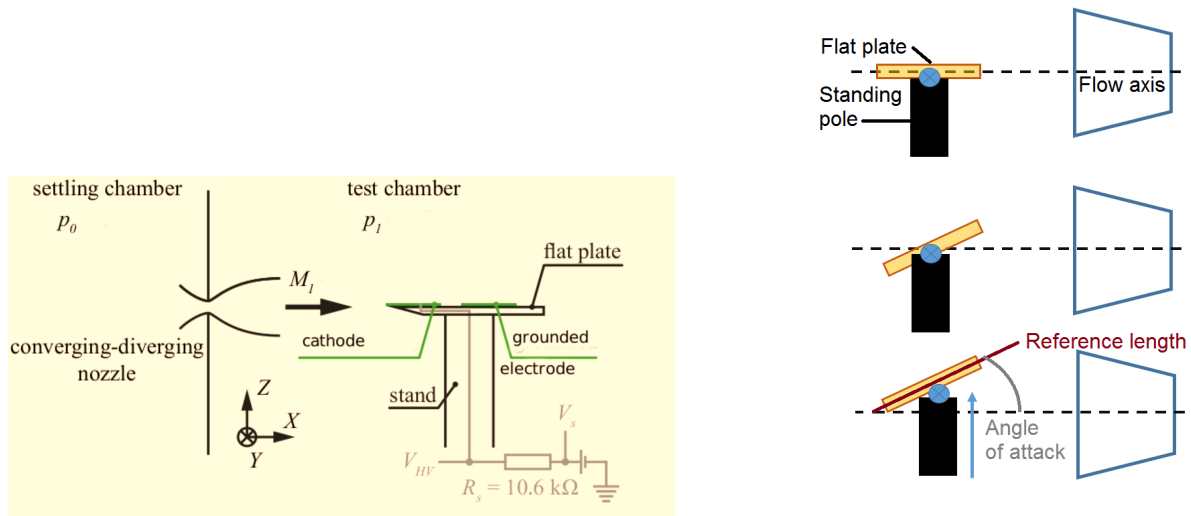 settling chamber
p0
test chamber
p1
flat plate
M1
cathode
grounded
electrode
converging-diverging
nozzle
stand
Z
X
Y
Vs
VHV
Rs = 10.6 kΩ
Flat plate
Standing
pole
Flow axis
Reference length
Angle
of attack